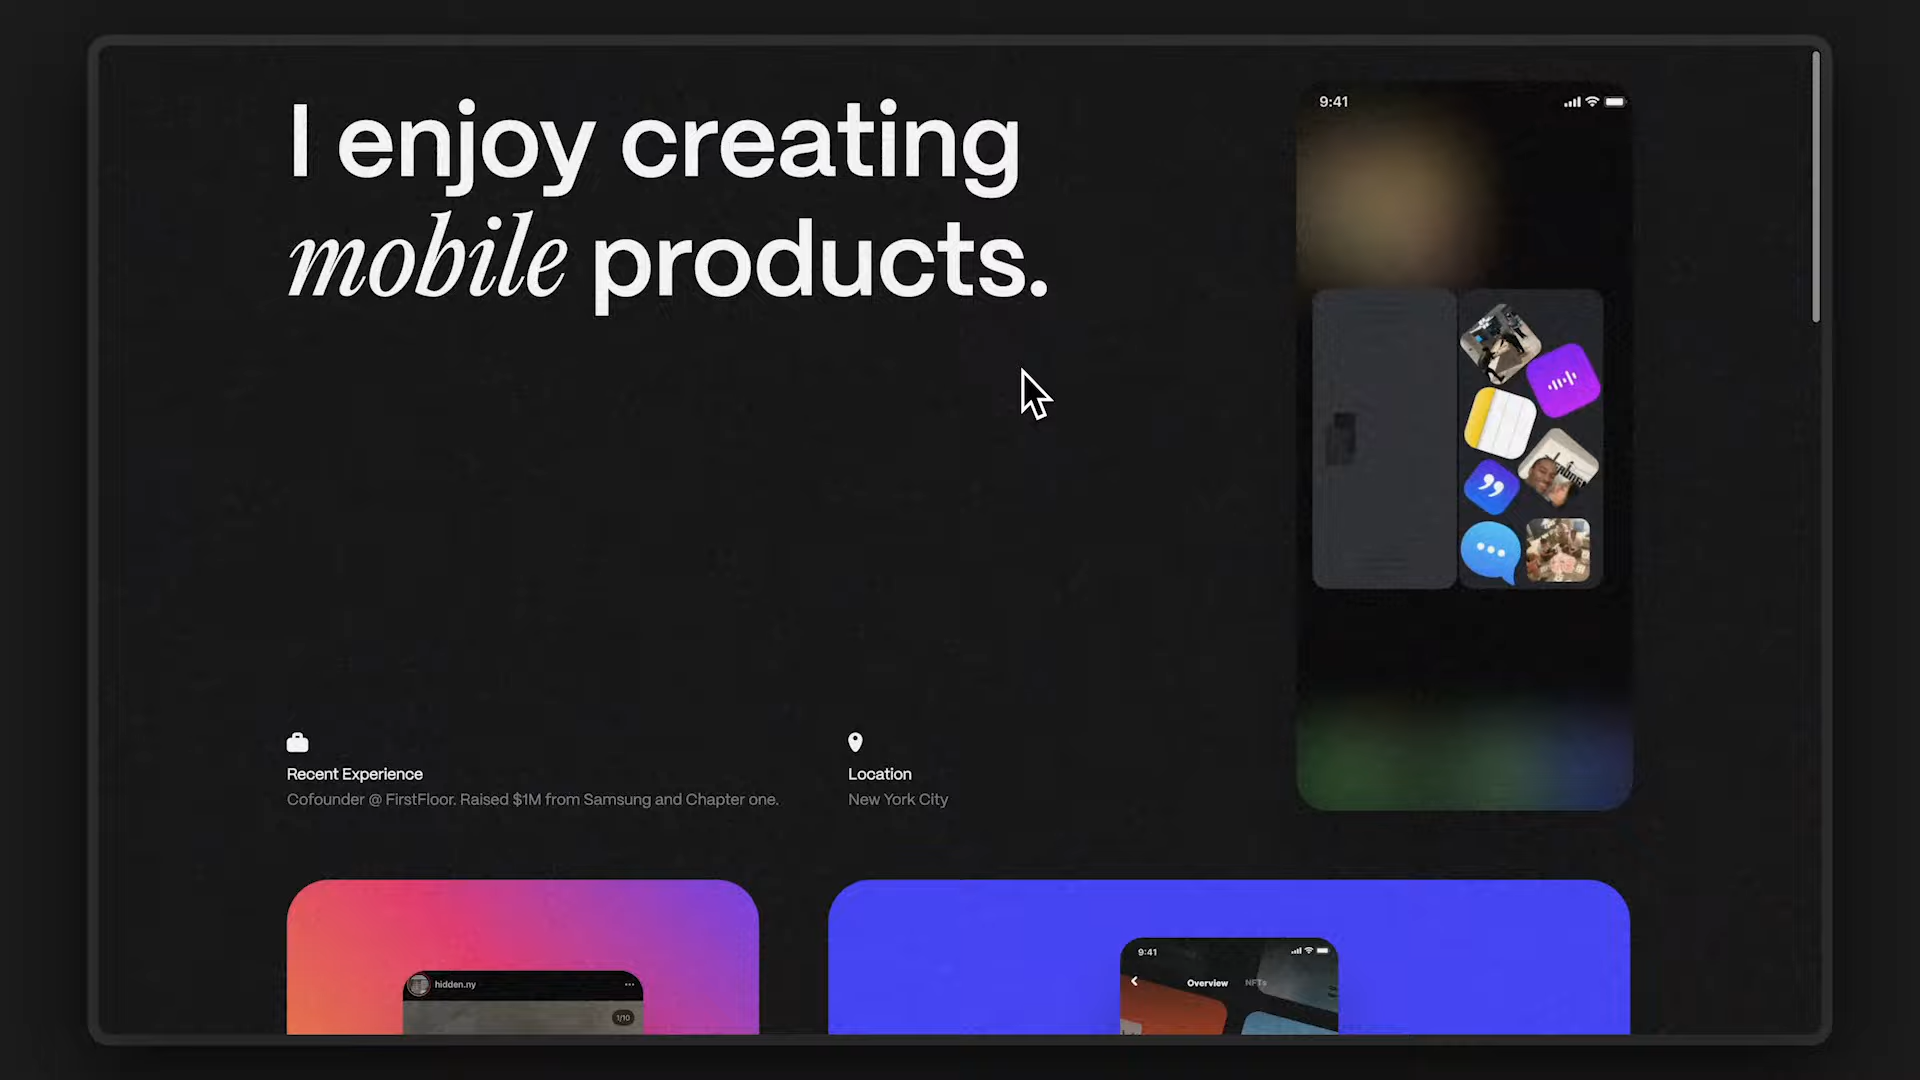 I enjoy creating
mobile products.
9:41
Recent Experience
Cofounder @ FirstFloor. Raised $1M from Samsung and Chapter one.
Location
New York City
hidden.ny
1/10
9:41
Overview
NFTs